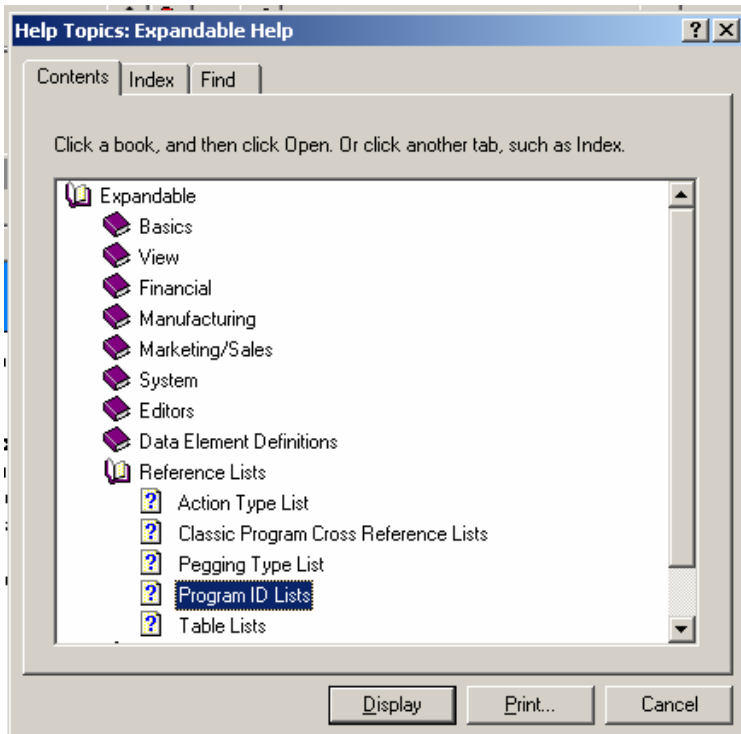 Help Topics: Expandable Help
Contents Index Find
Click a book, and then click Open. Or click another tab, such as Index.
Expandable
Basics
View
Financial
Manufacturing
Marketing/Sales
System
Editors
Data Element Definitions
Reference Lists
Action Type List
Classic Program Cross Reference Lists
Pegging Type List
Program ID Lists
Table Lists
Display Print... Cancel